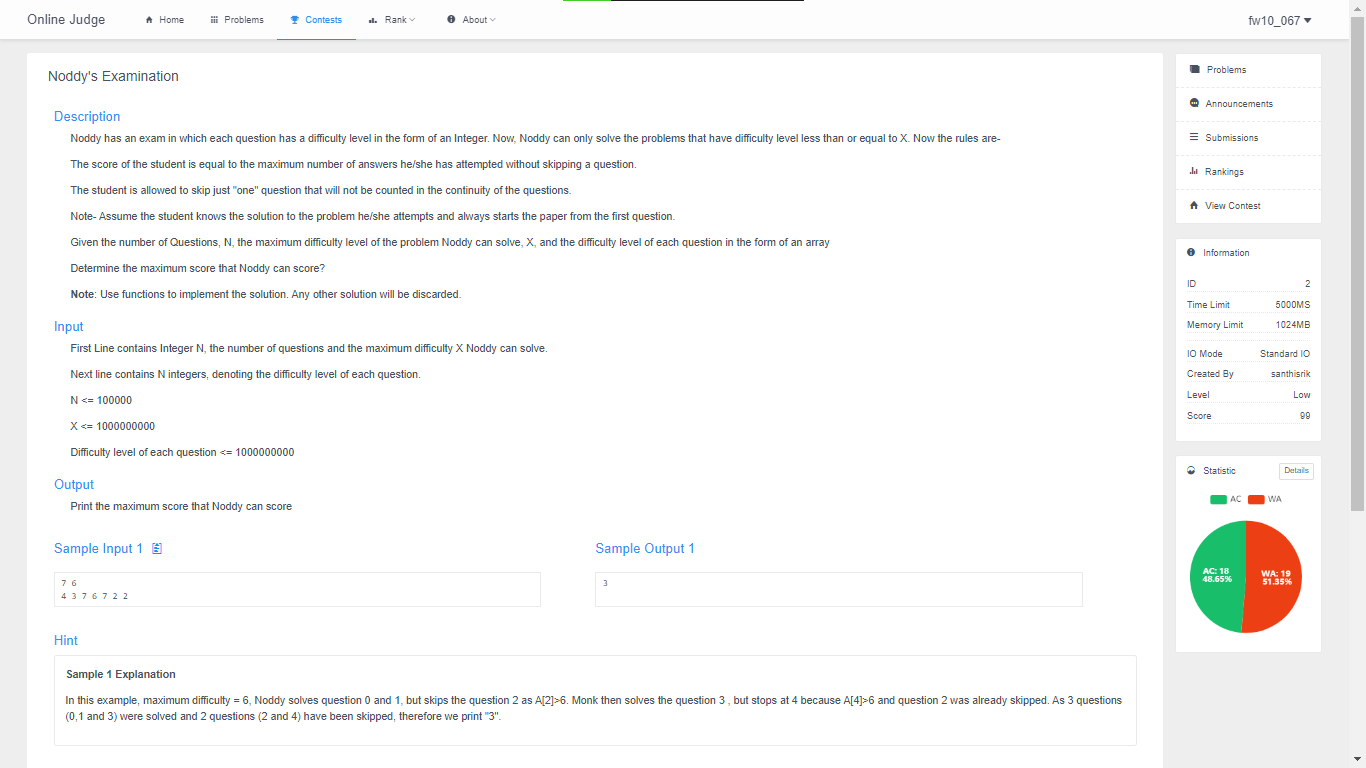 Online Judge
Home
Problems
Contests
Rank
About
fw10_067
Noddy's Examination
Description
Noddy has an exam in which each question has a difficulty level in the form of an Integer. Now, Noddy can only solve the problems that have difficulty level less than or equal to X. Now the rules are-
The score of the student is equal to the maximum number of answers he/she has attempted without skipping a question.
The student is allowed to skip just "one" question that will not be counted in the continuity of the questions.
Note- Assume the student knows the solution to the problem he/she attempts and always starts the paper from the first question.
Given the number of Questions, N, the maximum difficulty level of the problem Noddy can solve, X, and the difficulty level of each question in the form of an array
Determine the maximum score that Noddy can score?
Note: Use functions to implement the solution. Any other solution will be discarded.
Input
First Line contains Integer N, the number of questions and the maximum difficulty X Noddy can solve.
Next line contains N integers, denoting the difficulty level of each question.
N <= 100000
X <= 1000000000
Difficulty level of each question <= 1000000000
Output
Print the maximum score that Noddy can score
Sample Input 1
7 6
4 3 7 6 7 2 2
Sample Output 1
3
Hint
Sample 1 Explanation
In this example, maximum difficulty = 6, Noddy solves question 0 and 1, but skips the question 2 as A[2]>6. Monk then solves the question 3 , but stops at 4 because A[4]>6 and question 2 was already skipped. As 3 questions
(0,1 and 3) were solved and 2 questions (2 and 4) have been skipped, therefore we print "3".
Problems
Announcements
Submissions
Rankings
View Contest
Information
ID 2
Time Limit 5000MS
Memory Limit 1024MB
IO Mode Standard IO
Created By santhisrik
Level Low
Score 99
Statistic Details
AC WA
AC: 18
48.65%
WA: 19
51.35%